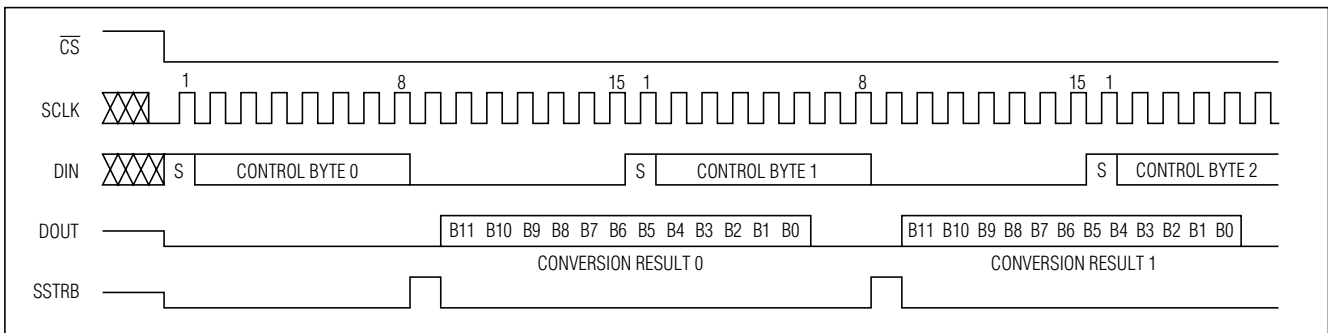 CS
1 8 15 1 8 15 1
SCLK
DIN S CONTROL BYTE 0 S CONTROL BYTE 1 S CONTROL BYTE 2
DOUT B11 B10 B9 B8 B7 B6 B5 B4 B3 B2 B1 B0 B11 B10 B9 B8 B7 B6 B5 B4 B3 B2 B1 B0
CONVERSION RESULT 0 CONVERSION RESULT 1
SSTRB